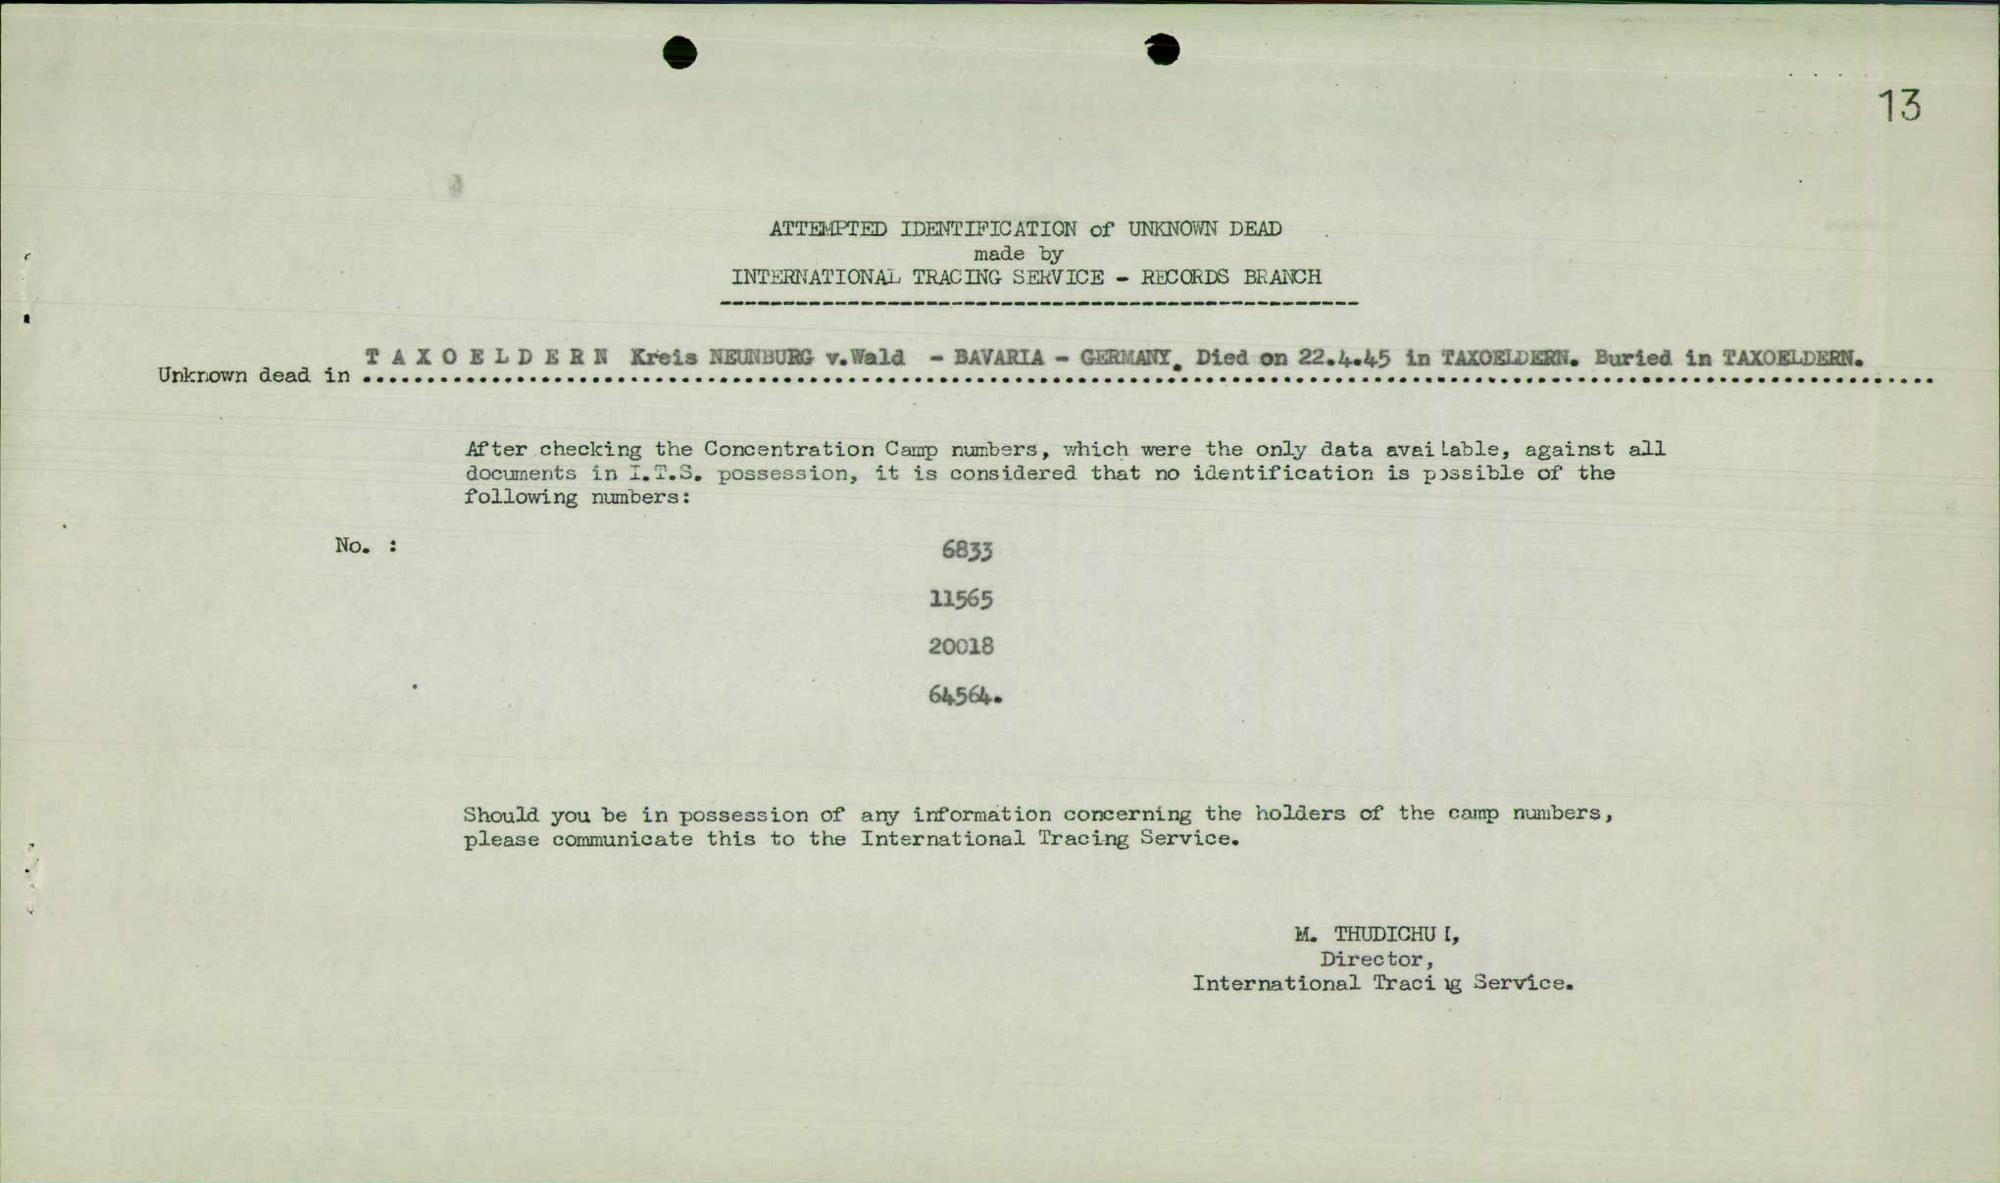 13
ATTEMPTED IDENTIFICATION of UNKNOWN DEAD
made by
INTERNATIONAL TRACING SERVICE - RECORDS BRANCH
Unknown dead in T A X O E L D E R N Kreis NEUNBURG v.Wald - BAVARIA - GERMANY. Died on 22.4.45 in TAXOELDERN. Buried in TAXOELDERN.
After checking the Concentration Camp numbers, which were the only data available, against all
documents in I.T.S. possession, it is considered that no identification is possible of the
following numbers:
No. : 6833
11565
20018
64564.
Should you be in possession of any information concerning the holders of the camp numbers,
please communicate this to the International Tracing Service.
M. THUDICHUM,
Director,
International Tracing Service.